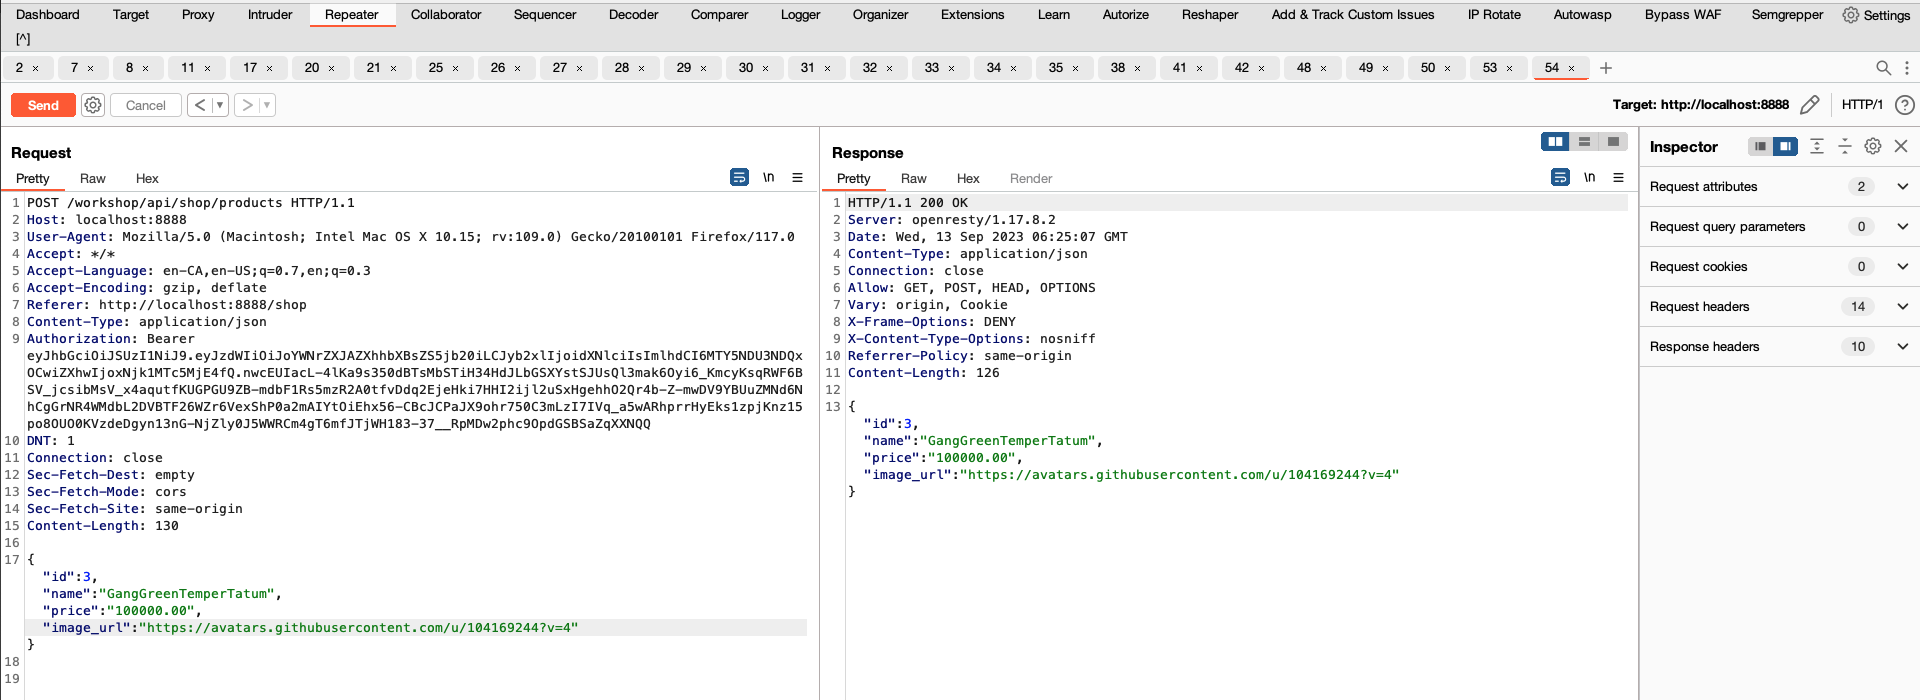 Dashboard Target Proxy Intruder Repeater Collaborator Sequencer Decoder Comparer Logger Organizer Extensions Learn Autorize Reshaper Add & Track Custom Issues IP Rotate Autowasp Bypass WAF Semgrepper Settings
[^]
2 × 7 × 8 × 11 × 17 × 20 × 21 × 25 × 26 × 27 × 28 × 29 × 30 × 31 × 32 × 33 × 34 × 35 × 38 × 41 × 42 × 48 × 49 × 50 × 53 × 54 × +
Send Cancel < > Target: http://localhost:8888 HTTP/1 ?
Request
Pretty Raw Hex \n
1 POST /workshop/api/shop/products HTTP/1.1
2 Host: localhost:8888
3 User-Agent: Mozilla/5.0 (Macintosh; Intel Mac OS X 10.15; rv:109.0) Gecko/20100101 Firefox/117.0
4 Accept: */*
5 Accept-Language: en-CA,en-US;q=0.7,en;q=0.3
6 Accept-Encoding: gzip, deflate
7 Referer: http://localhost:8888/shop
8 Content-Type: application/json
9 Authorization: Bearer
eyJhbGciOiJSUzI1NiJ9.eyJzdWIiOiJoYWNrZXJAZXhhbXBsZS5jb20iLCJyb2xlIjoidXNlciIsImlhdCI6MTY5NDU3NDQx
OCwiZXhwIjoxNjk1MTc5MjE4fQ.nwcEUIacL-4lKa9s350dBTsMbSTiH34HdJLbGSXYstSJUsQl3mak6Oyi6_KmcyKsqRWF6B
SV_jcsibMsV_x4aqutfKUGPGU9ZB-mdbF1Rs5mzR2A0tfvDdq2EjeHki7HHI2ijl2uSxHgehhO2Qr4b-Z-mwDV9YBUuZMNd6N
hCgGrNR4WMdbL2DVBTF26WZr6VexShP0a2mAIYtOiEhx56-CBcJCPaJX9ohr750C3mLzI7IVq_a5wARhprrHyEks1zpjKnz15
po8OUO0KVzdeDgyn13nG-NjZly0J5WWRCm4gT6mfJTjWH183-37__RpMDw2phc9OpdGSBSaZqXXNQQ
10 DNT: 1
11 Connection: close
12 Sec-Fetch-Dest: empty
13 Sec-Fetch-Mode: cors
14 Sec-Fetch-Site: same-origin
15 Content-Length: 130
16
17 {
"id":3,
"name":"GangGreenTemperTatum",
"price":"100000.00",
"image_url":"https://avatars.githubusercontent.com/u/104169244?v=4"
}
18
19
Response
Pretty Raw Hex Render \n
1 HTTP/1.1 200 OK
2 Server: openresty/1.17.8.2
3 Date: Wed, 13 Sep 2023 06:25:07 GMT
4 Content-Type: application/json
5 Connection: close
6 Allow: GET, POST, HEAD, OPTIONS
7 Vary: origin, Cookie
8 X-Frame-Options: DENY
9 X-Content-Type-Options: nosniff
10 Referrer-Policy: same-origin
11 Content-Length: 126
12
13 {
"id":3,
"name":"GangGreenTemperTatum",
"price":"100000.00",
"image_url":"https://avatars.githubusercontent.com/u/104169244?v=4"
}
Inspector
Request attributes 2
Request query parameters 0
Request cookies 0
Request headers 14
Response headers 10